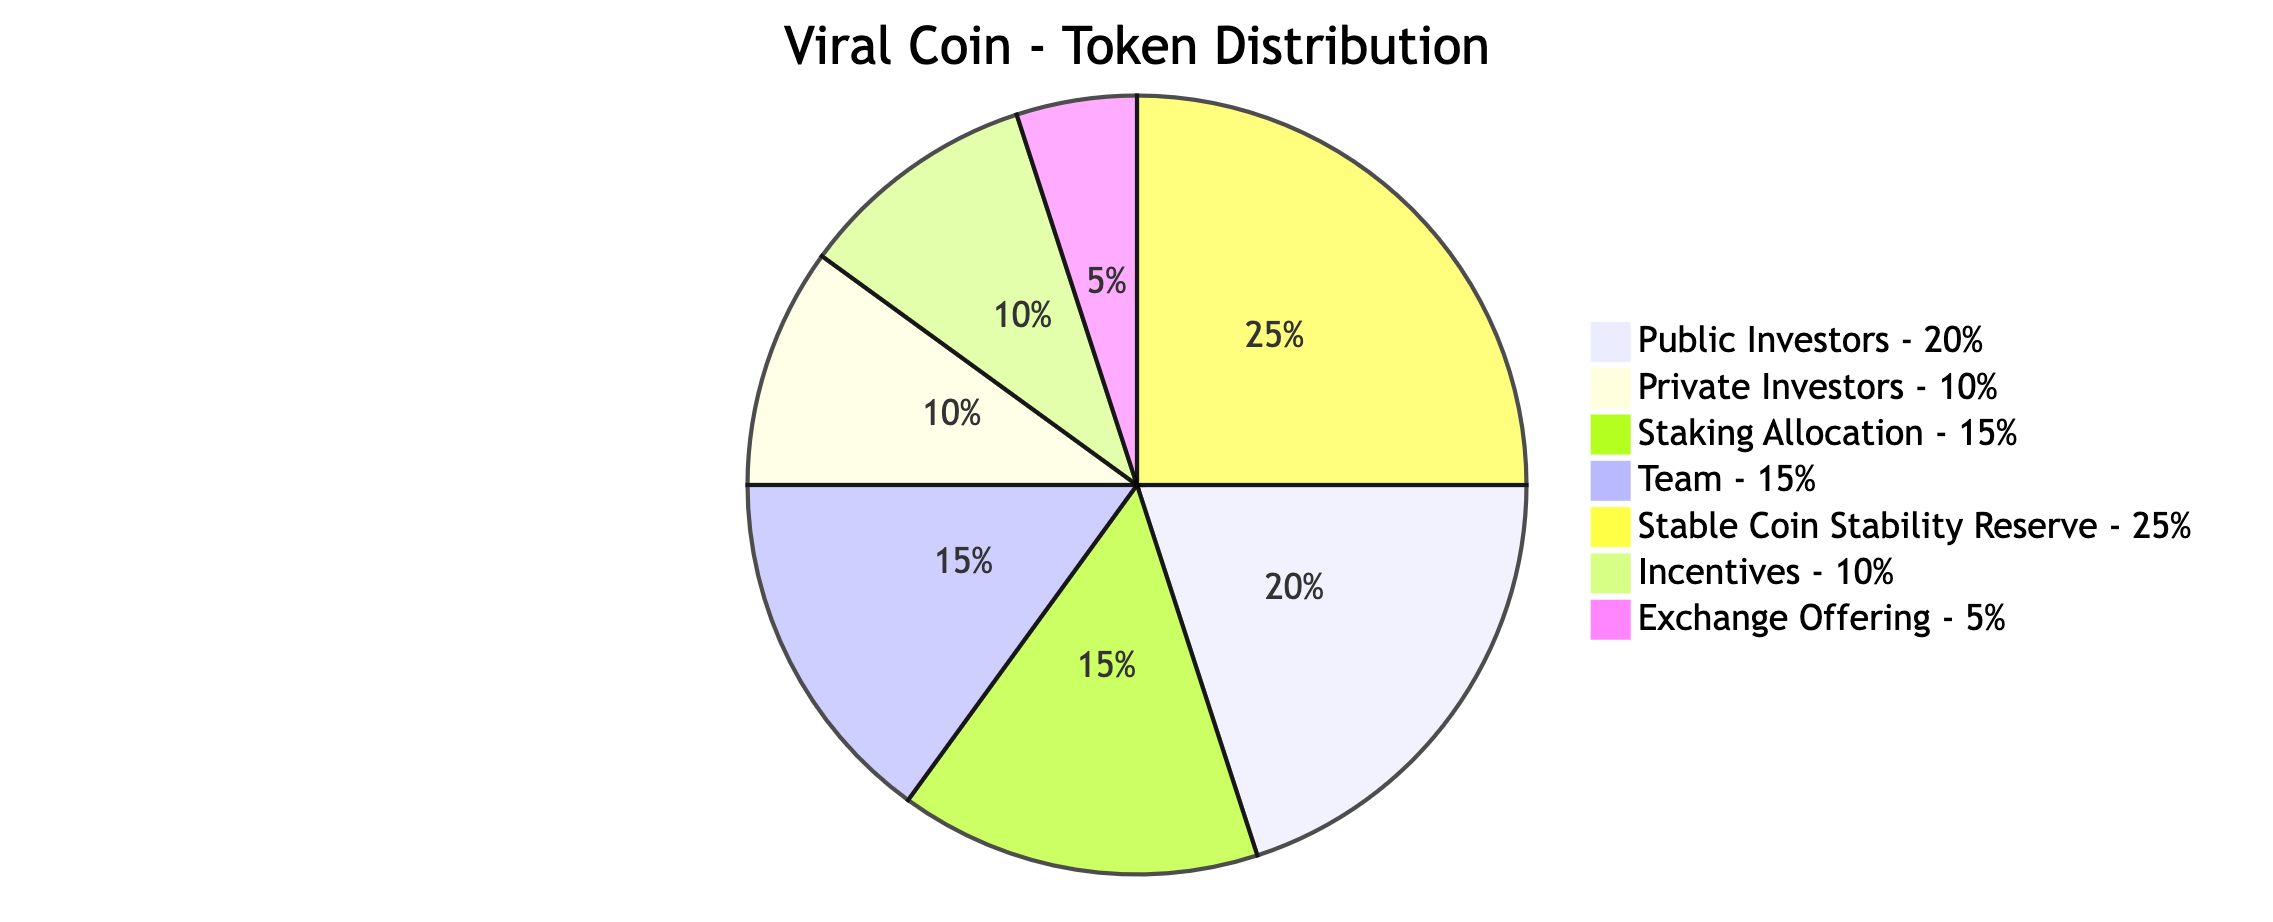 Viral Coin - Token Distribution
5%
25%
10%
10%
15%
20%
15%
Public Investors - 20%
Private Investors - 10%
Staking Allocation - 15%
Team - 15%
Stable Coin Stability Reserve - 25%
Incentives - 10%
Exchange Offering - 5%